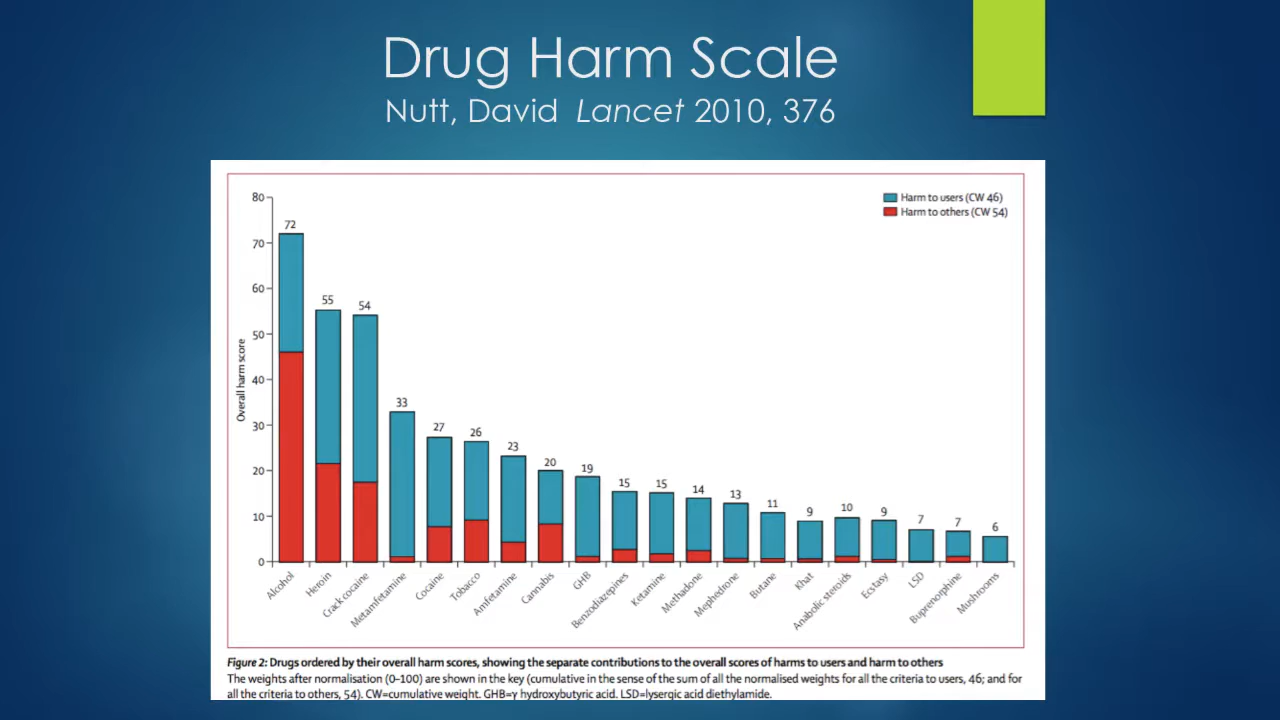 Drug Harm Scale
Nutt, David Lancet 2010, 376
80
70
60
50
40
30
20
10
0
Overall harm score
Harm to users (CW 46)
Harm to others (CW 54)
72
55
54
33
27
26
23
20
19
15
15
14
13
11
9
10
9
7
7
6
Alcohol
Heroin
Crack cocaine
Metamfetamine
Cocaine
Tobacco
Amfetamine
Cannabis
GHB
Benzodiazepines
Ketamine
Methadone
Mephedrone
Butane
Khat
Anabolic steroids
Ecstasy
LSD
Buprenorphine
Mushrooms
Figure 2: Drugs ordered by their overall harm scores, showing the separate contributions to the overall scores of harms to users and harm to others
The weights after normalisation (0–100) are shown in the key (cumulative in the sense of the sum of all the normalised weights for all the criteria to users, 46; and for
all the criteria to others, 54). CW=cumulative weight. GHB=γ hydroxybutyric acid. LSD=lysergic acid diethylamide.